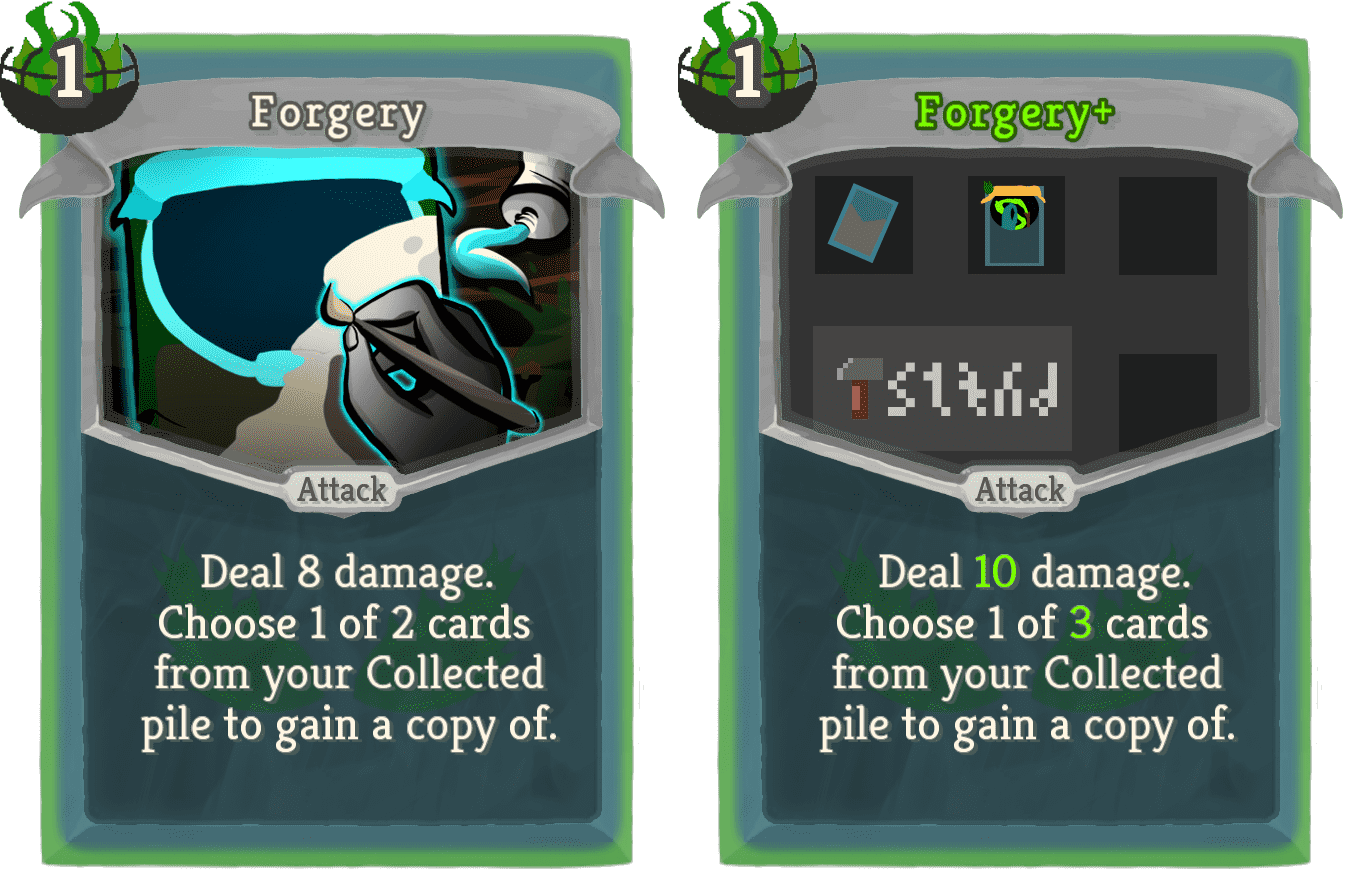 1
Forgery
Attack
Deal 8 damage.
Choose 1 of 2 cards
from your Collected
pile to gain a copy of.
1
Forgery+
Attack
Deal 10 damage.
Choose 1 of 3 cards
from your Collected
pile to gain a copy of.